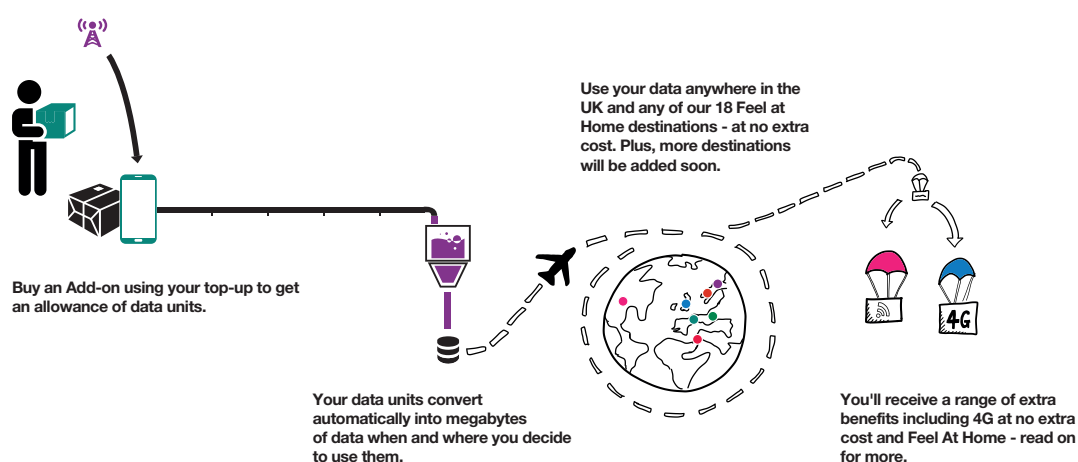 Buy an Add-on using your top-up to get
an allowance of data units.
Your data units convert
automatically into megabytes
of data when and where you decide
to use them.
Use your data anywhere in the
UK and any of our 18 Feel at
Home destinations - at no extra
cost. Plus, more destinations
will be added soon.
4G
You'll receive a range of extra
benefits including 4G at no extra
cost and Feel At Home - read on
for more.